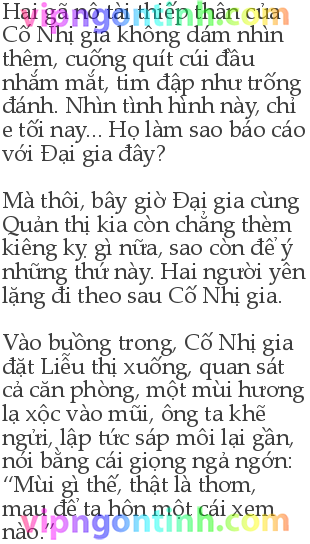 vipngontinh.com
Hai gã nô tài thiếp thân của
Cố Nhị gia không dám nhìn
thêm, cuống quít cúi đầu
nhắm mắt, tim đập như trống
đánh. Nhìn tình hình này, chỉ
e tối nay... Họ làm sao báo cáo
với Đại gia đây?
Mà thôi, bây giờ Đại gia cùng
Quản thị kia còn chẳng thèm
kiêng kỵ gì nữa, sao còn để ý
những thứ này. Hai người yên
lặng đi theo sau Cố Nhị gia.
Vào buồng trong, Cố Nhị gia
đặt Liễu thị xuống, quan sát
cả căn phòng, một mùi hương
lạ xộc vào mũi, ông ta khẽ
ngửi, lập tức sáp môi lại gần,
nói bằng cái giọng ngả ngớn:
“Mùi gì thế, thật là thơm,
mau để ta hôn một cái xem
nào.”
vipngontinh.com